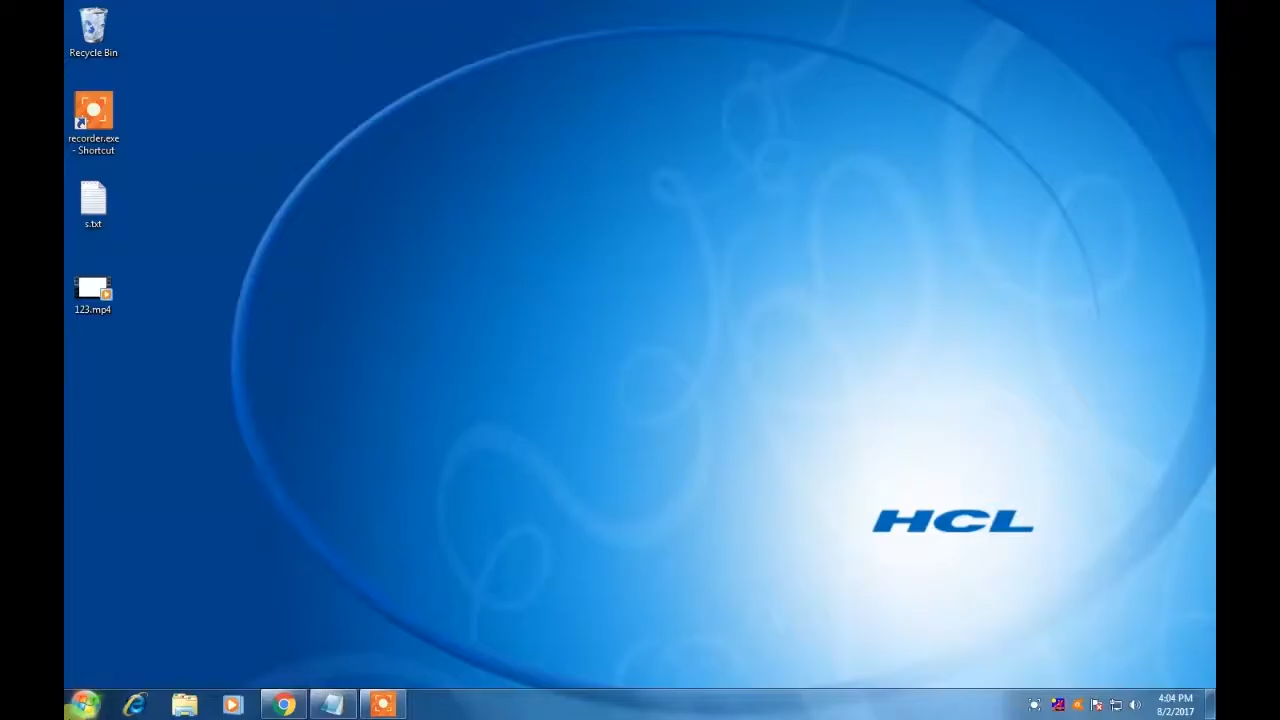 Recycle Bin
recorder.exe
- Shortcut
s.txt
123.mp4
HCL
4:04 PM
8/2/2017